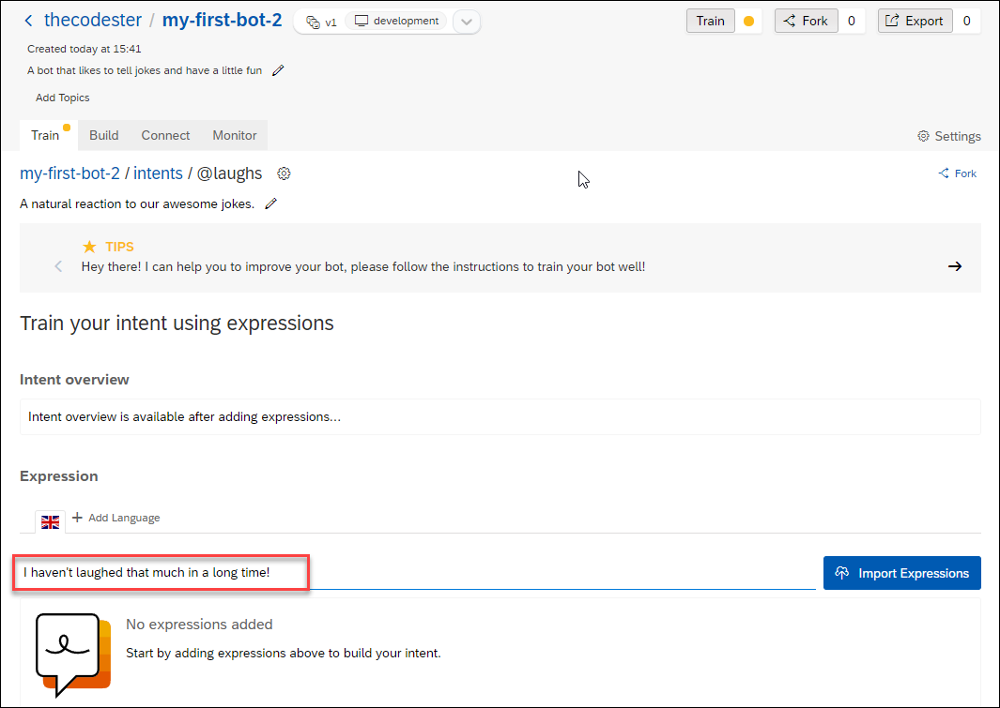 thecodester / my-first-bot-2 v1 development Train Fork 0 Export 0
Created today at 15:41
A bot that likes to tell jokes and have a little fun
Add Topics
Train Build Connect Monitor Settings
my-first-bot-2 / intents / @laughs Fork
A natural reaction to our awesome jokes.
TIPS
Hey there! I can help you to improve your bot, please follow the instructions to train your bot well!
Train your intent using expressions
Intent overview
Intent overview is available after adding expressions...
Expression
+ Add Language
I haven't laughed that much in a long time! Import Expressions
No expressions added
Start by adding expressions above to build your intent.